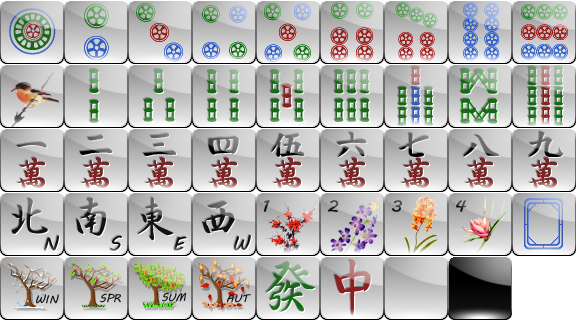 一 二 三 四 伍 六 七 八 九
萬 萬 萬 萬 萬 萬 萬 萬 萬
北 N 南 S 東 E 西 W 1 2 3 4
WIN SPR SUM AUT 發 中